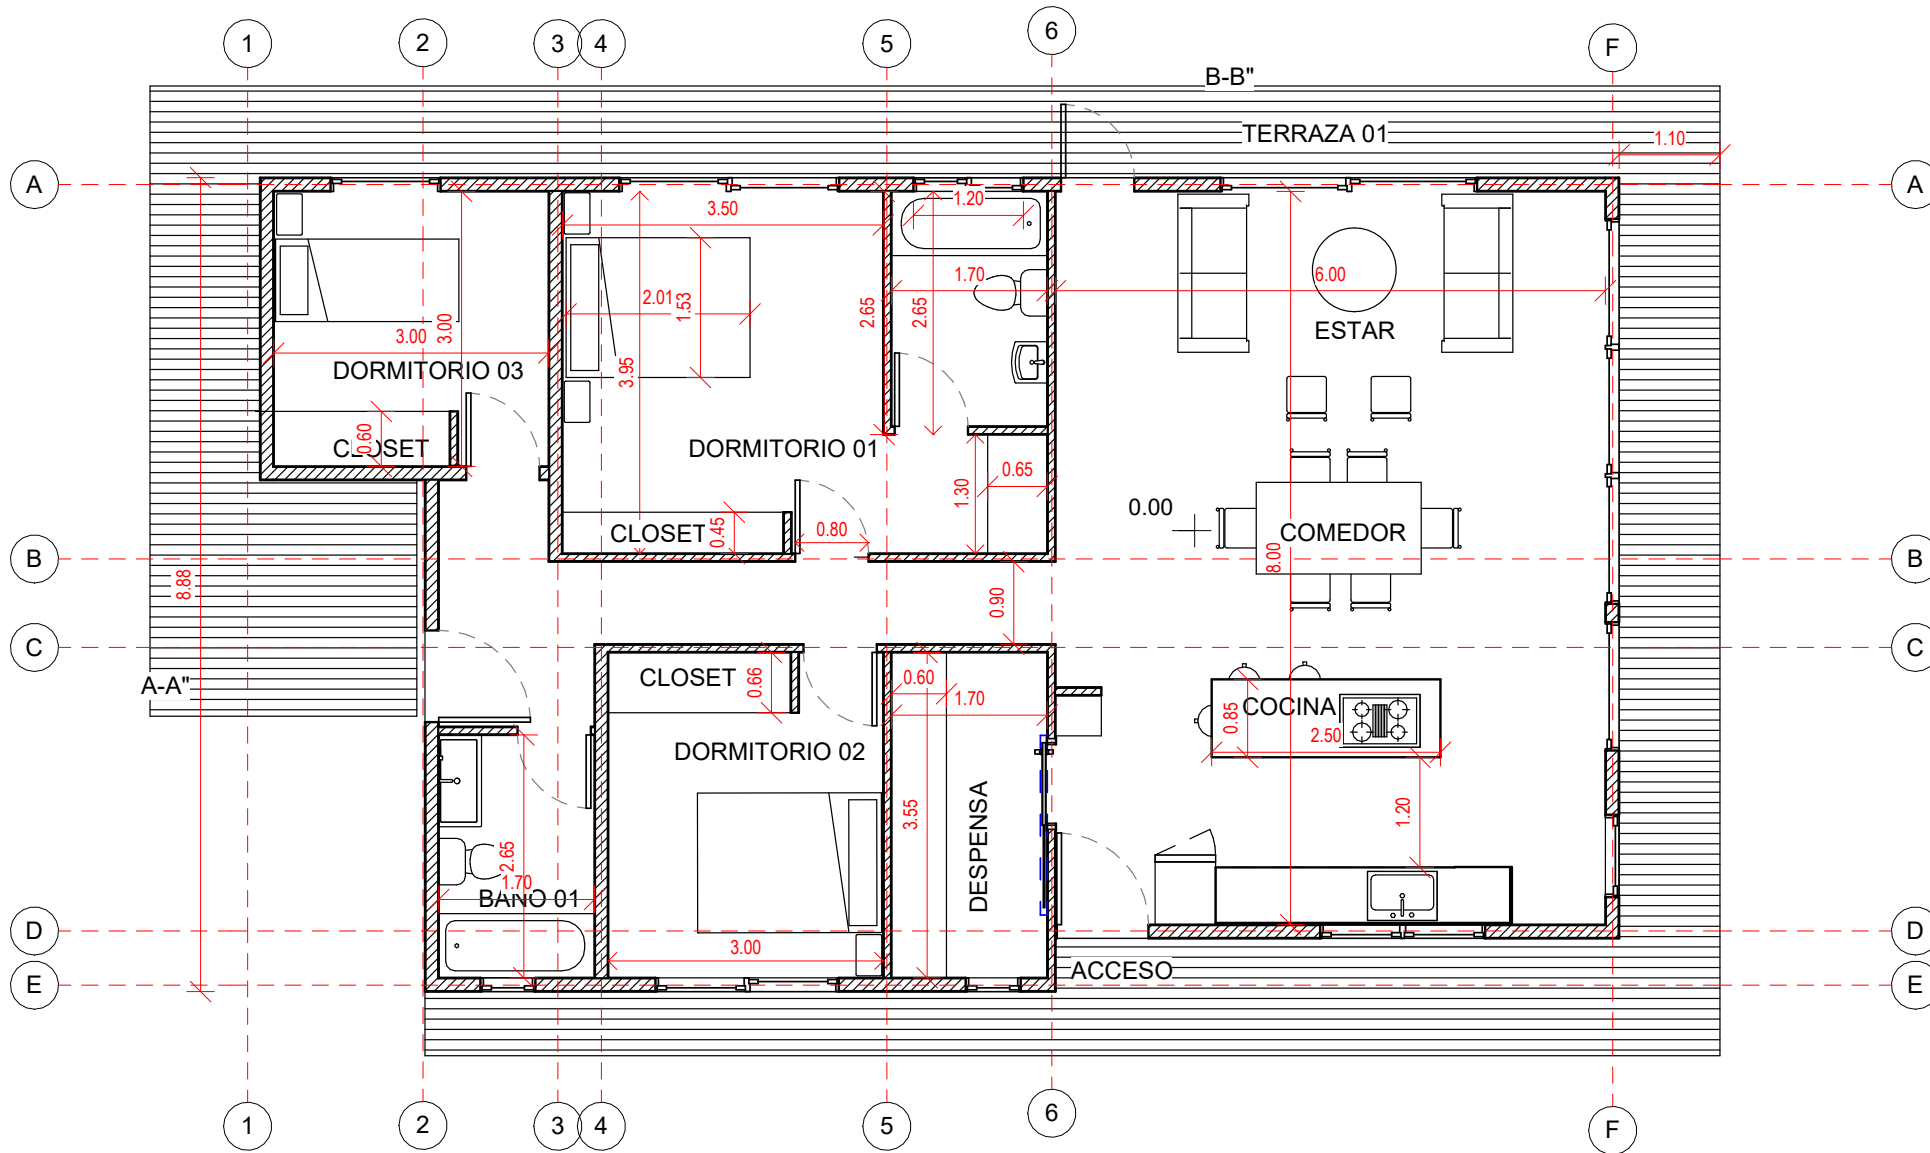 1
2
3
4
5
6
F
B-B"
TERRAZA 01
1.10
A
A
3.50
1.20
2.01
1.53
1.70
6.00
2.65
2.65
3.00
3.00
ESTAR
3.95
DORMITORIO 03
0.60
CLOSET
DORMITORIO 01
0.65
1.30
0.00
CLOSET
0.45
0.80
COMEDOR
8.00
B
B
8.88
0.90
C
C
A-A"
CLOSET
0.66
0.60
1.70
COCINA
0.85
2.50
DORMITORIO 02
1.20
3.55
DESPENSA
2.65
1.70
BAÑO 01
3.00
D
D
ACCESO
E
E
1
2
3
4
5
6
F